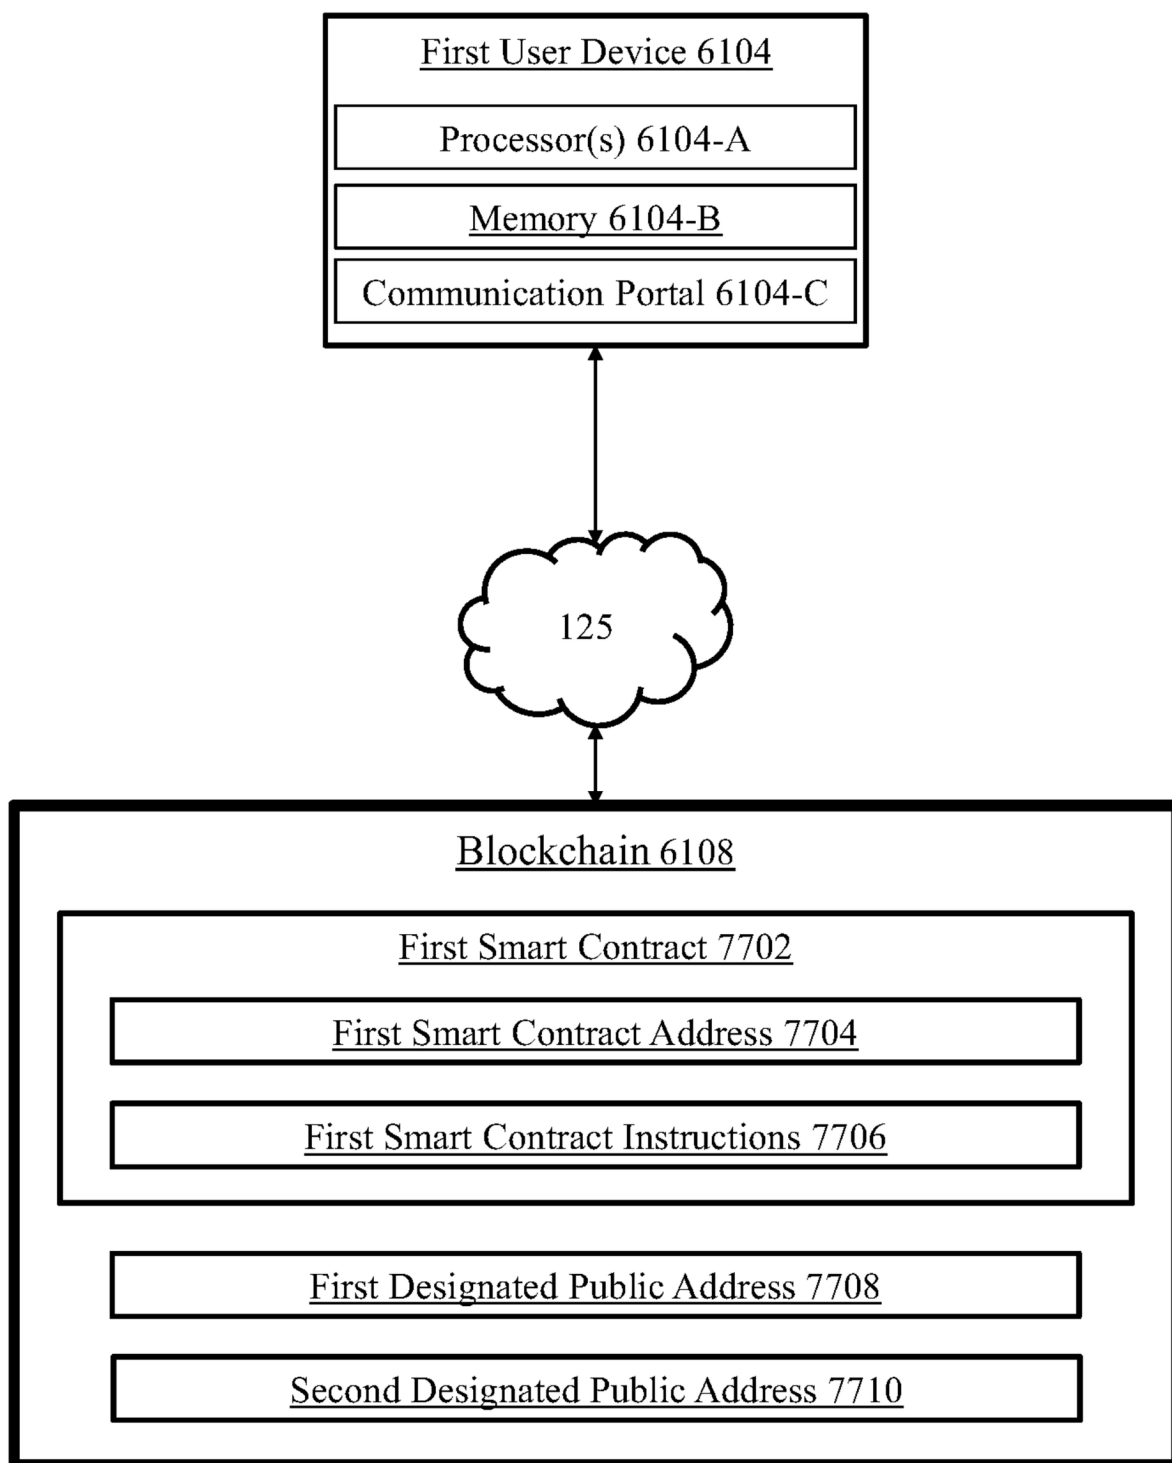 First User Device 6104
Processor(s) 6104-A
Memory 6104-B
Communication Portal 6104-C
125
Blockchain 6108
First Smart Contract 7702
First Smart Contract Address 7704
First Smart Contract Instructions 7706
First Designated Public Address 7708
Second Designated Public Address 7710